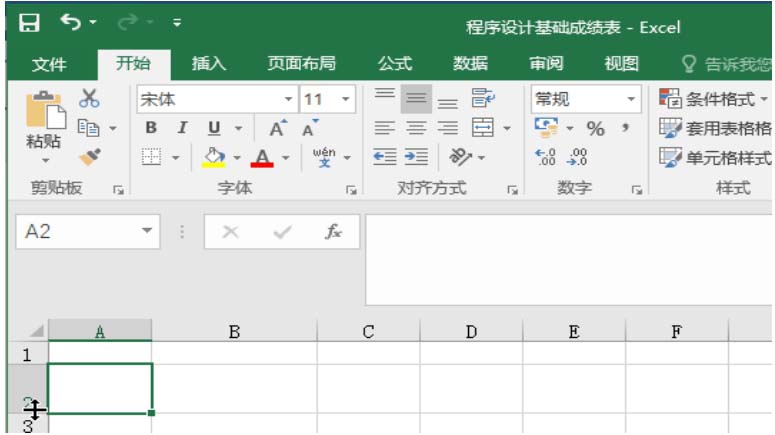 程序设计基础成绩表 - Excel
文件 开始 插入 页面布局 公式 数据 审阅 视图 告诉我您
宋体 11 常规 条件格式
粘贴 B I U A A % , 套用表格格
A wén 文 .0 .00 .00 .0 单元格样式
剪贴板 字体 对齐方式 数字 样式
A2 fx
A B C D E F
1
2
3